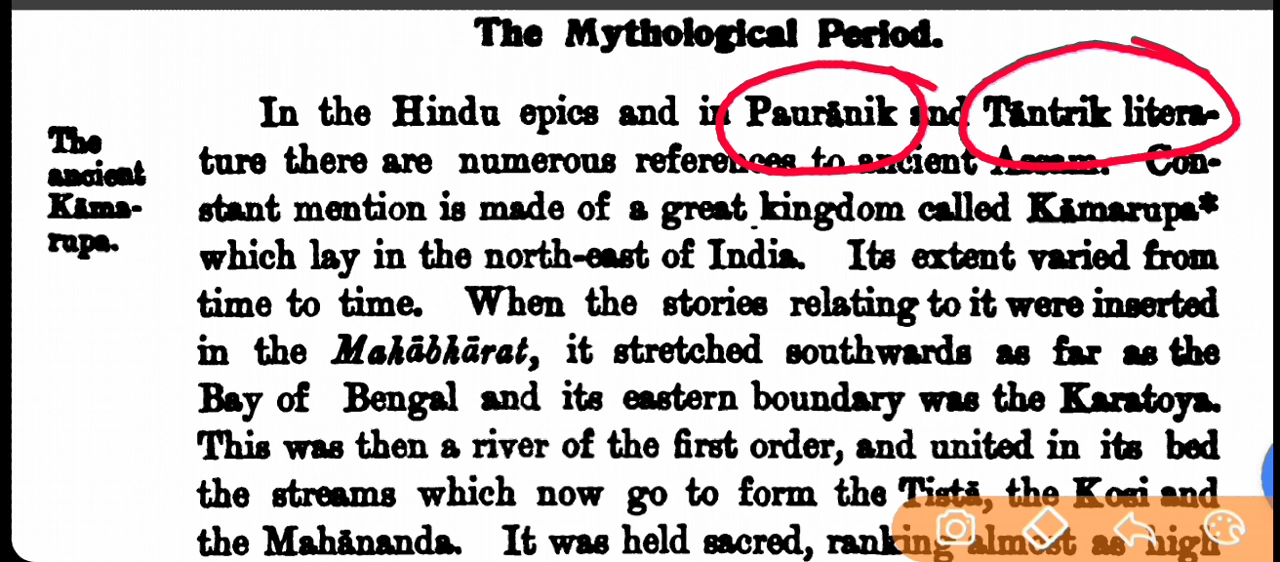 The Mythological Period.
The
ancient
Kāma-
rupa.
In the Hindu epics and in Paurānik and Tāntrik litera-
ture there are numerous references to ancient Assam. Con-
stant mention is made of a great kingdom called Kāmarupa*
which lay in the north-east of India. Its extent varied from
time to time. When the stories relating to it were inserted
in the Mahābhārat, it stretched southwards as far as the
Bay of Bengal and its eastern boundary was the Karatoya.
This was then a river of the first order, and united in its bed
the streams which now go to form the Tistā, the Kosi and
the Mahānanda. It was held sacred, ranking almost as high